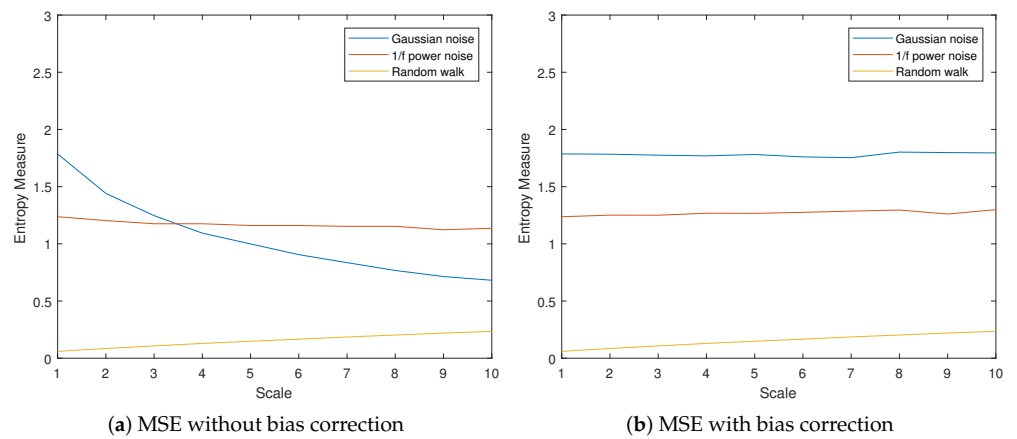 3
2.5
2
1.5
1
0.5
0
Entropy Measure
1 2 3 4 5 6 7 8 9 10
Scale
Gaussian noise
1/f power noise
Random walk
(a) MSE without bias correction
3
2.5
2
1.5
1
0.5
0
Entropy Measure
1 2 3 4 5 6 7 8 9 10
Scale
Gaussian noise
1/f power noise
Random walk
(b) MSE with bias correction